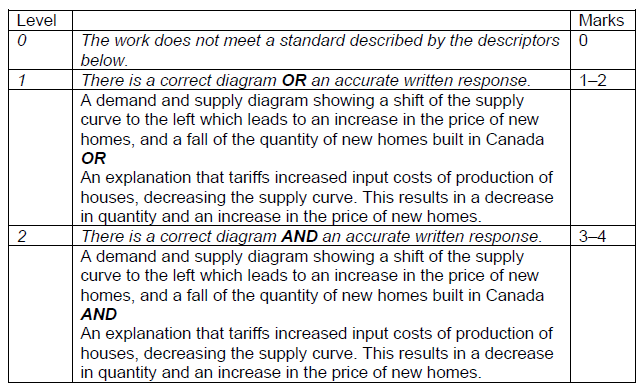 Level Marks
0 The work does not meet a standard described by the descriptors 0
below.
1 There is a correct diagram OR an accurate written response. 1–2
A demand and supply diagram showing a shift of the supply
curve to the left which leads to an increase in the price of new
homes, and a fall of the quantity of new homes built in Canada
OR
An explanation that tariffs increased input costs of production of
houses, decreasing the supply curve. This results in a decrease
in quantity and an increase in the price of new homes.
2 There is a correct diagram AND an accurate written response. 3–4
A demand and supply diagram showing a shift of the supply
curve to the left which leads to an increase in the price of new
homes, and a fall of the quantity of new homes built in Canada
AND
An explanation that tariffs increased input costs of production of
houses, decreasing the supply curve. This results in a decrease
in quantity and an increase in the price of new homes.